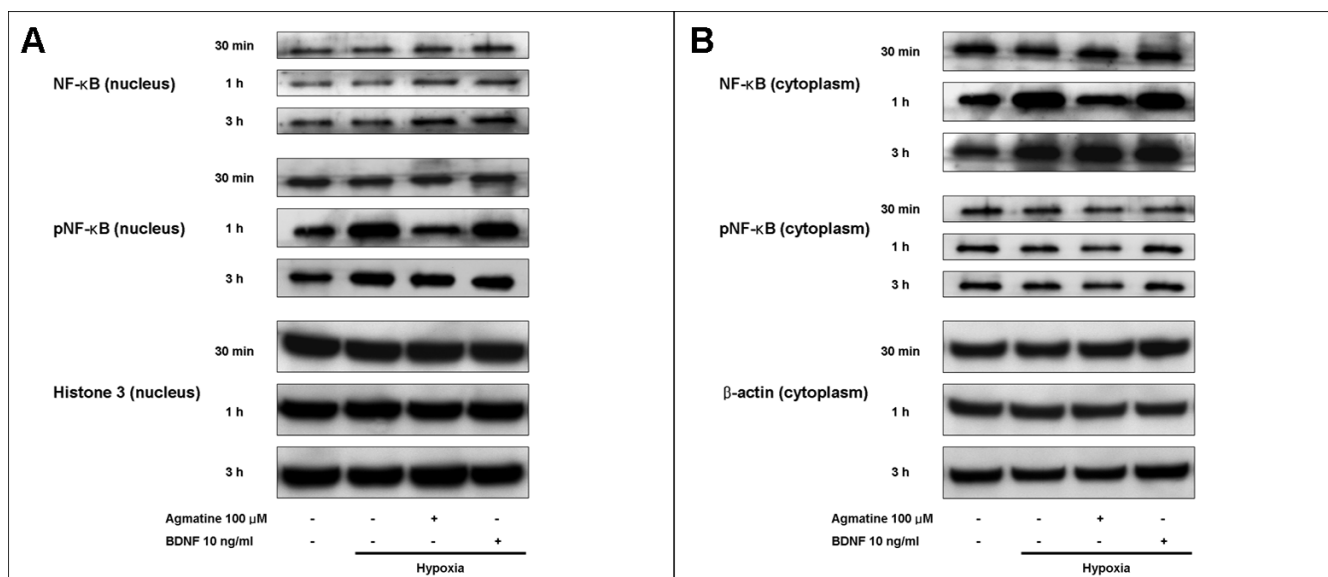 A
30 min
NF-κB (nucleus) 1 h
3 h
30 min
pNF-κB (nucleus) 1 h
3 h
30 min
Histone 3 (nucleus) 1 h
3 h
Agmatine 100 μM - - + -
BDNF 10 ng/ml - - - +
Hypoxia
B
30 min
NF-κB (cytoplasm) 1 h
3 h
30 min
pNF-κB (cytoplasm) 1 h
3 h
30 min
β-actin (cytoplasm) 1 h
3 h
Agmatine 100 μM - - + -
BDNF 10 ng/ml - - - +
Hypoxia